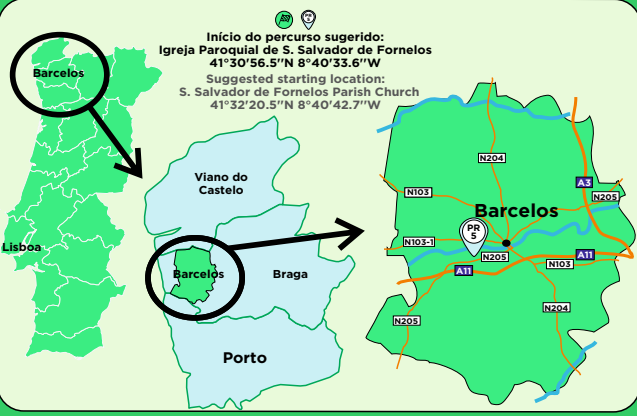 PR
5
Início do percurso sugerido:
Igreja Paroquial de S. Salvador de Fornelos
41°30'56.5''N 8°40'33.6''W
Suggested starting location:
S. Salvador de Fornelos Parish Church
41°32'20.5''N 8°40'42.7''W
Barcelos
Lisboa
Viano do
Castelo
Barcelos
Braga
Porto
N204
A3
N103
N205
Barcelos
PR
5
N103-1
N205
A11
N103
A11
N204
N205